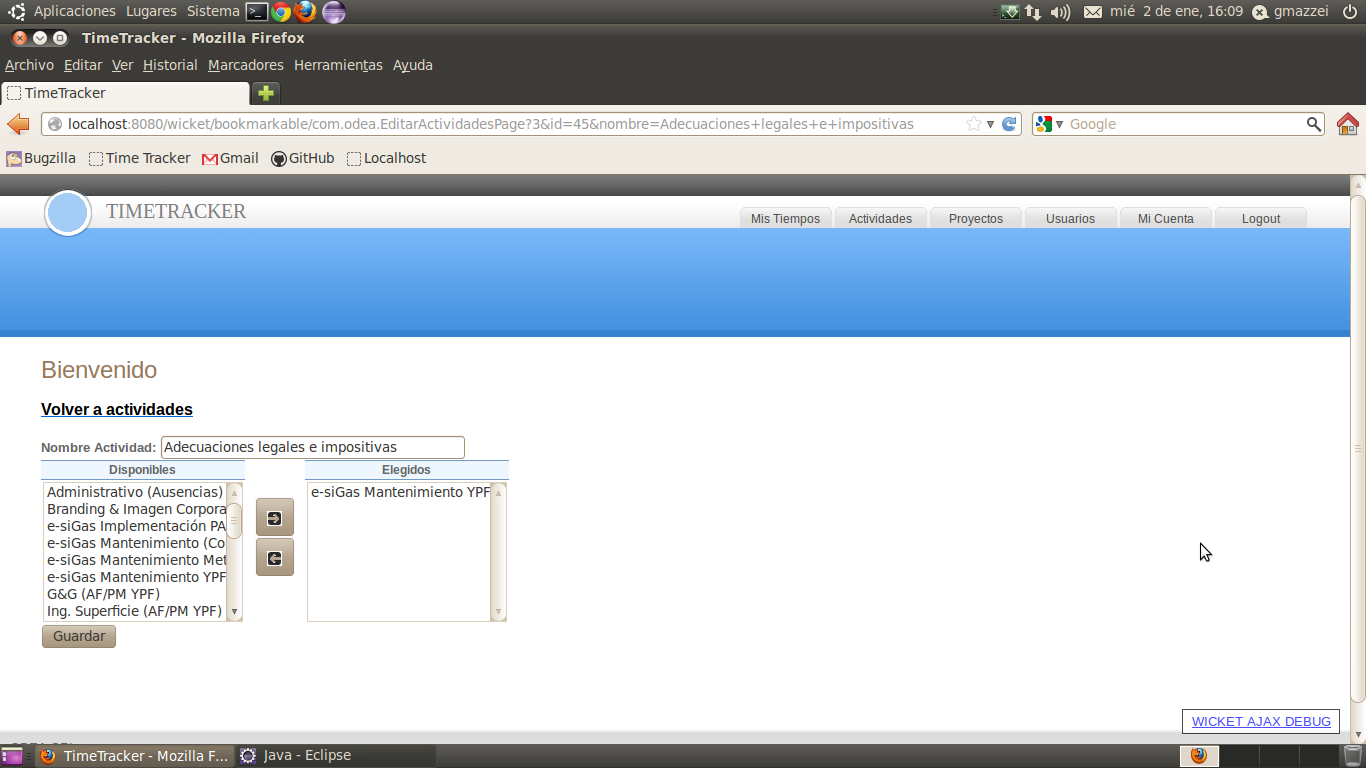 Aplicaciones Lugares Sistema mié 2 de ene, 16:09 gmazzei
TimeTracker - Mozilla Firefox
Archivo Editar Ver Historial Marcadores Herramientas Ayuda
TimeTracker
localhost:8080/wicket/bookmarkable/com.odea.EditarActividadesPage?3&id=45&nombre=Adecuaciones+legales+e+impositivas Google
Bugzilla Time Tracker Gmail GitHub Localhost
TIMETRACKER
Mis Tiempos Actividades Proyectos Usuarios Mi Cuenta Logout
Bienvenido
Volver a actividades
Nombre Actividad: Adecuaciones legales e impositivas
Disponibles Elegidos
Administrativo (Ausencias) e-siGas Mantenimiento YPF
Branding & Imagen Corpora
e-siGas Implementación PA
e-siGas Mantenimiento (Co
e-siGas Mantenimiento Met
e-siGas Mantenimiento YPF
G&G (AF/PM YPF)
Ing. Superficie (AF/PM YPF)
Guardar
WICKET AJAX DEBUG
TimeTracker - Mozilla F... Java - Eclipse